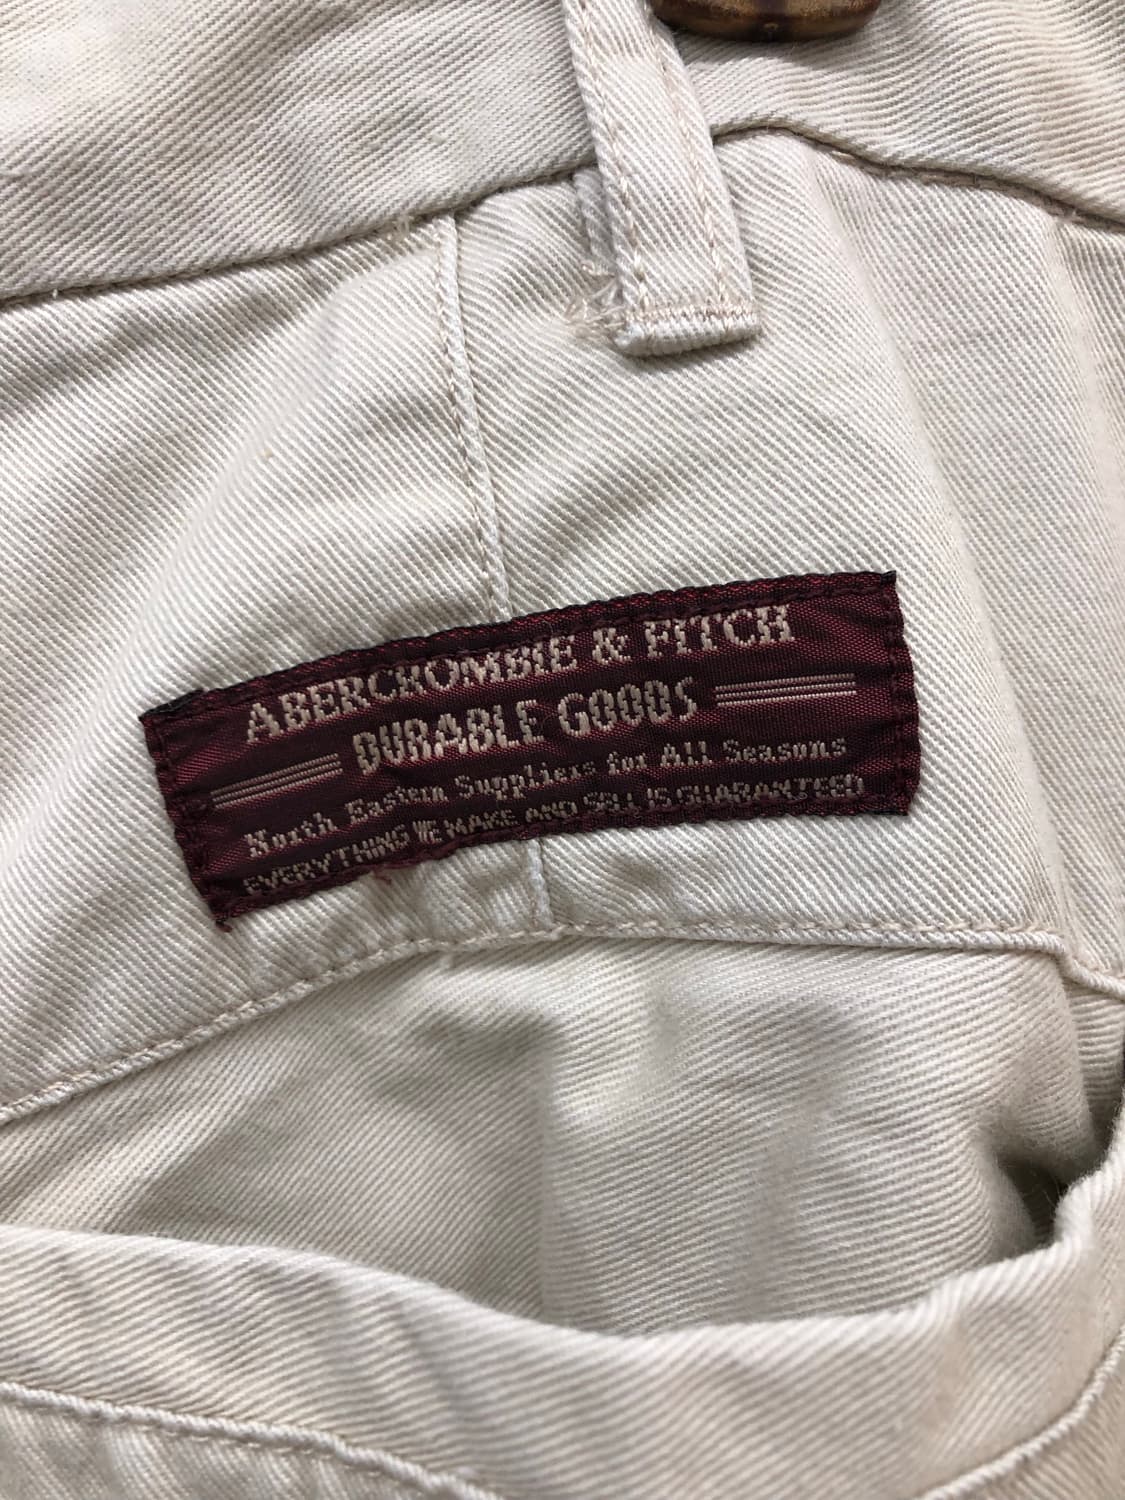 ABERCROMBIE & FITCH
DURABLE GOODS
North Eastern Suppliers for All Seasons
EVERYTHING WE MAKE AND SELL IS GUARANTEED